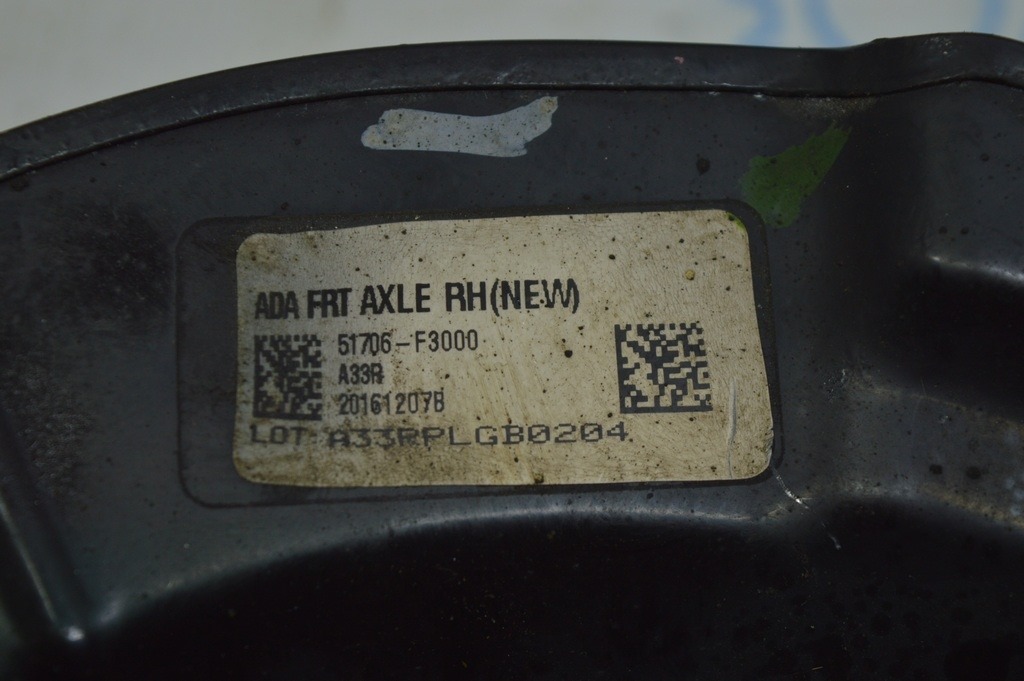 ADA FRT AXLE RH(NEW)
51706-F3000
A33R
20161207B
LOT: A33RPLGB0204